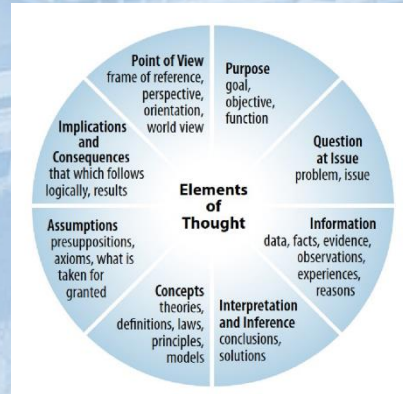 Point of View
frame of reference,
perspective,
orientation,
world view
Purpose
goal,
objective,
function
Question
at Issue
problem, issue
Information
data, facts, evidence,
observations,
experiences,
reasons
Interpretation
and Inference
conclusions,
solutions
Concepts
theories,
definitions, laws,
principles,
models
Assumptions
presuppositions,
axioms, what is
taken for
granted
Implications
and
Consequences
that which follows
logically, results
Elements
of
Thought